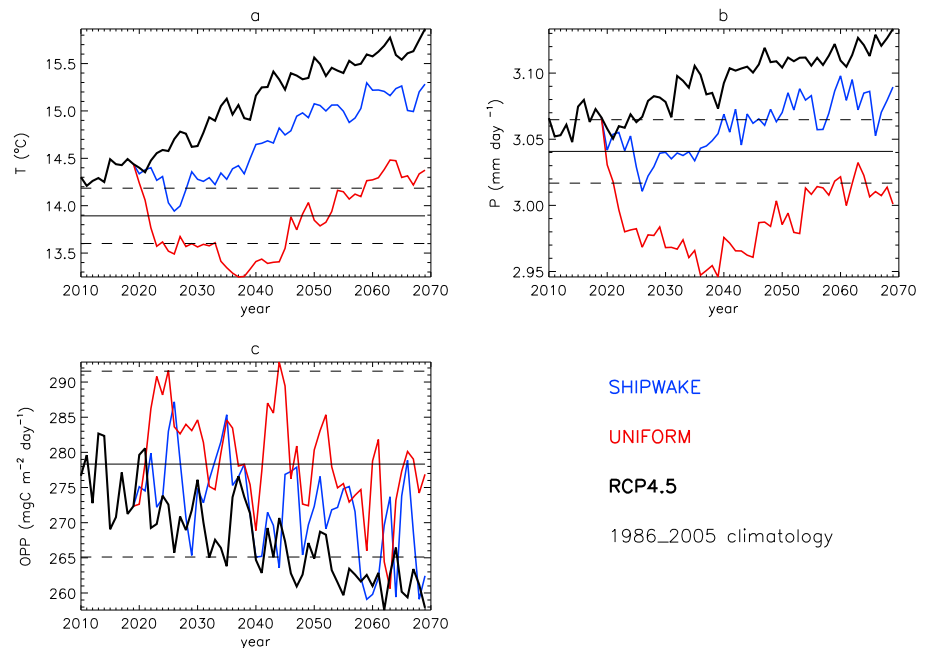 a
T (°C)
15.5
15.0
14.5
14.0
13.5
2010 2020 2030 2040 2050 2060 2070
year
b
P (mm day⁻¹)
3.10
3.05
3.00
2.95
2010 2020 2030 2040 2050 2060 2070
year
c
OPP (mgC m⁻² day⁻¹)
290
285
280
275
270
265
260
2010 2020 2030 2040 2050 2060 2070
year
SHIPWAKE
UNIFORM
RCP4.5
1986_2005 climatology